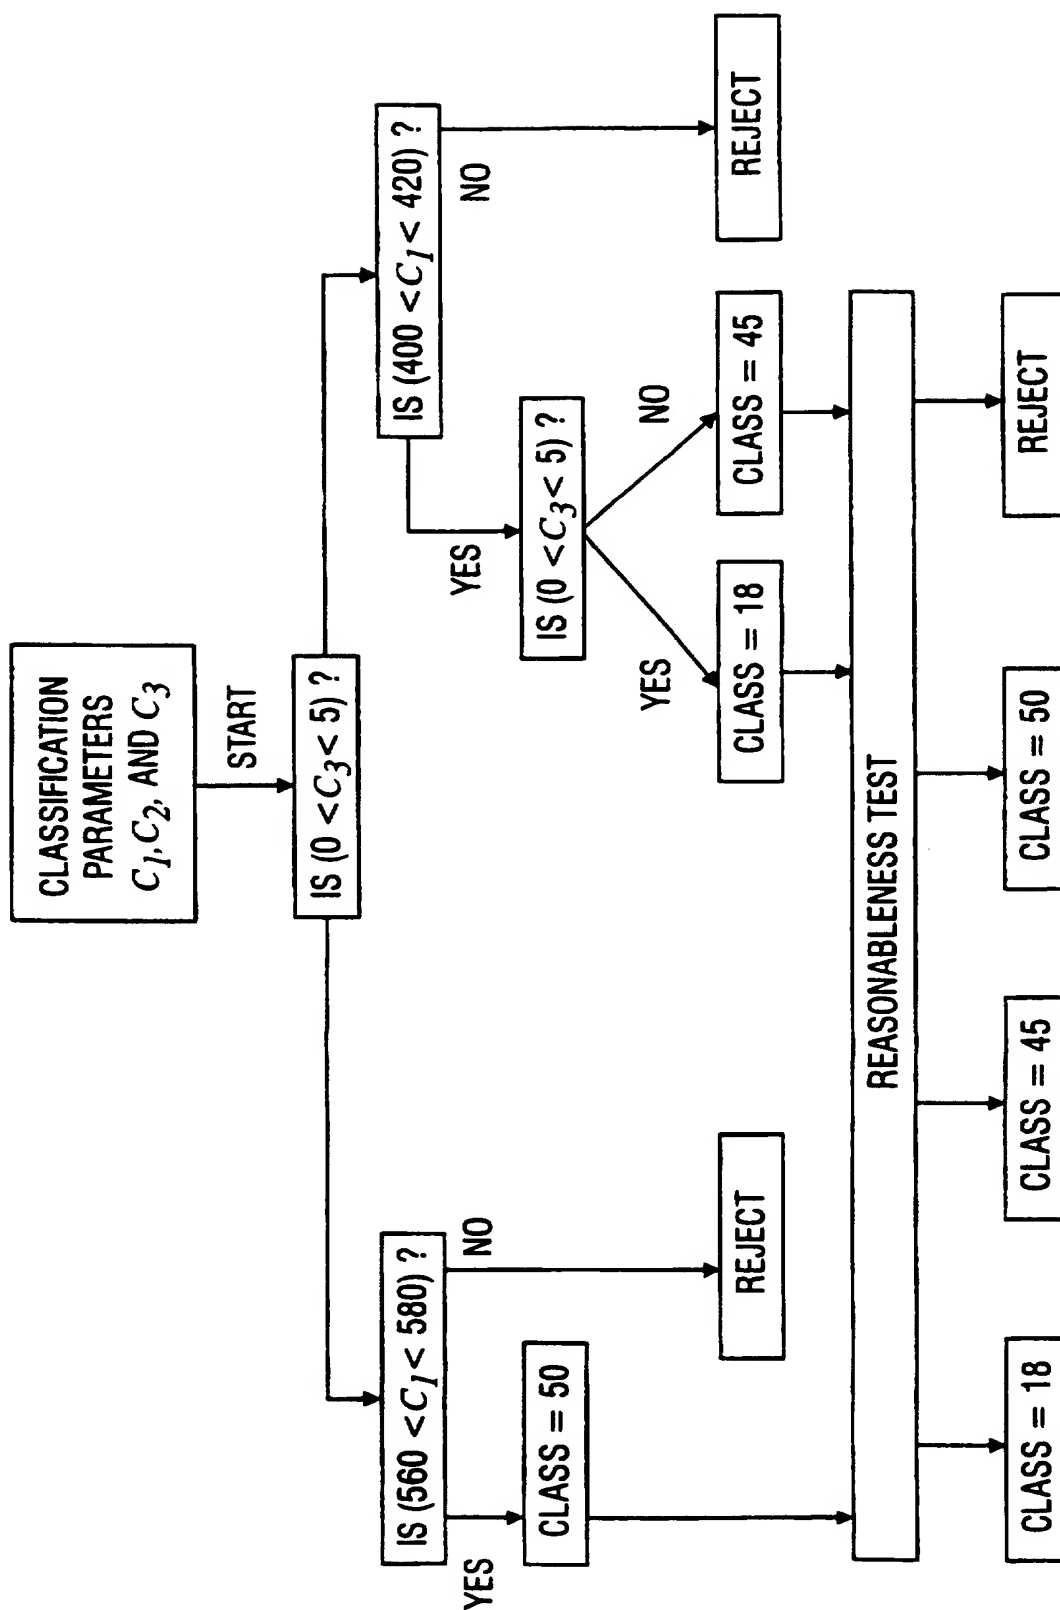 CLASSIFICATION
PARAMETERS
C1, C2, AND C3
START
IS (0 < C3 < 5) ?
IS (560 < C1 < 580) ?
IS (400 < C1 < 420) ?
YES
NO
YES
NO
CLASS = 50
IS (0 < C3 < 5) ?
YES
NO
REJECT
CLASS = 18
CLASS = 45
REJECT
REASONABLENESS TEST
CLASS = 18
CLASS = 45
CLASS = 50
REJECT